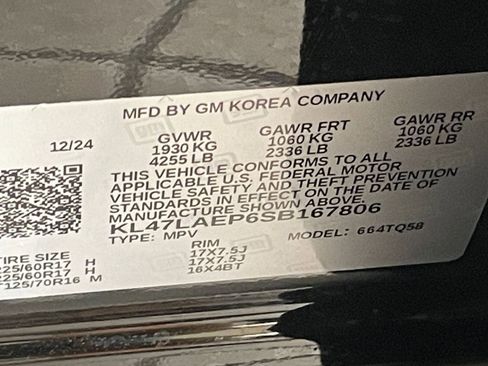 MFD BY GM KOREA COMPANY
12/24 GVWR GAWR FRT GAWR RR
1930 KG 1060 KG 1060 KG
4255 LB 2336 LB 2336 LB
THIS VEHICLE CONFORMS TO ALL
APPLICABLE U.S. FEDERAL MOTOR
VEHICLE SAFETY AND THEFT PREVENTION
STANDARDS IN EFFECT ON THE DATE OF
MANUFACTURE SHOWN ABOVE.
KL47LAEP6SB167806
TYPE: MPV MODEL: 664TQ58
TIRE SIZE RIM
225/60R17 H 17X7.5J
225/60R17 H 17X7.5J
T125/70R16 M 16X4BT